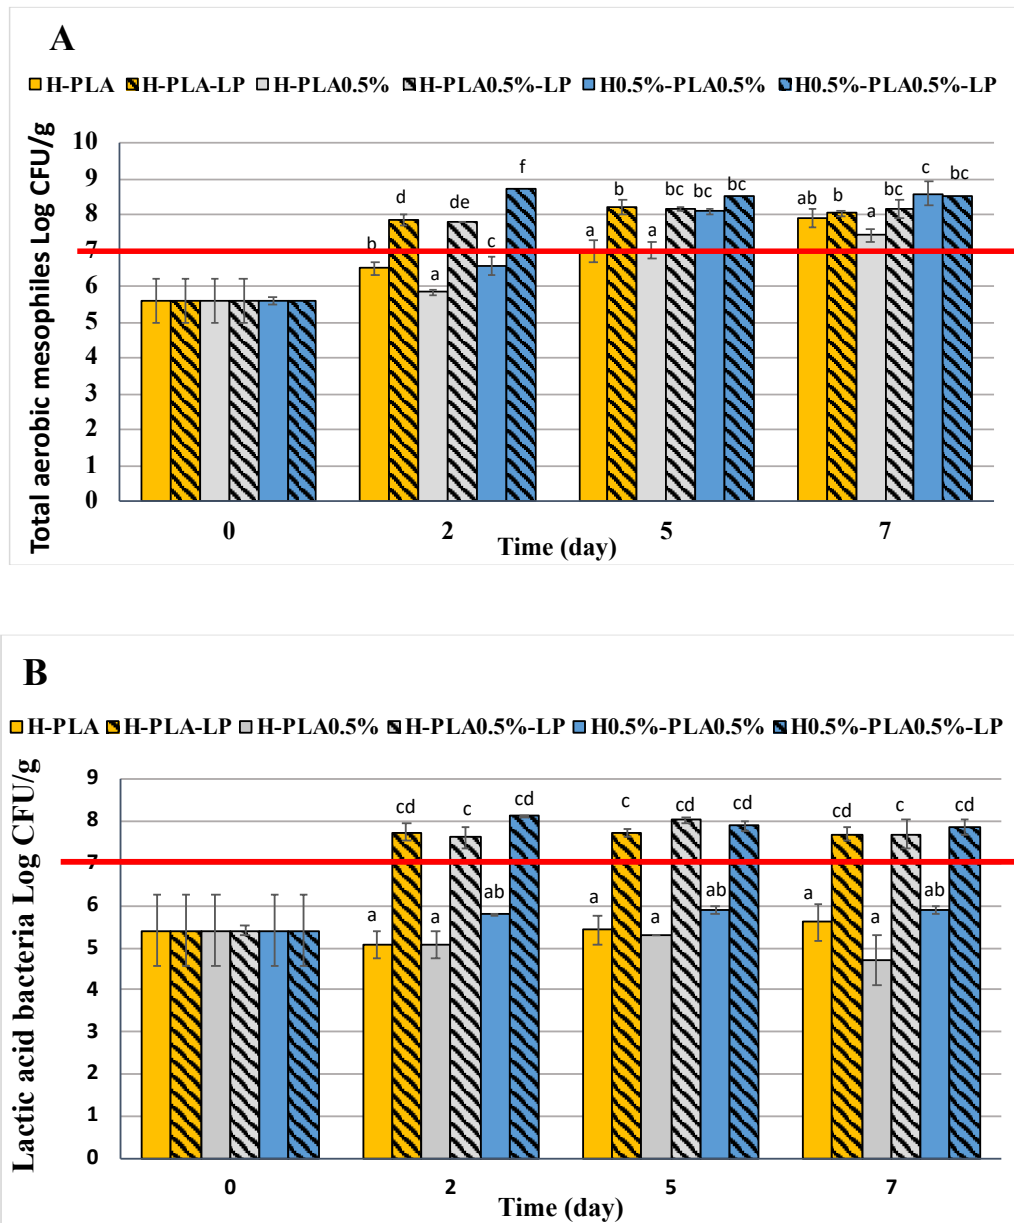 A
H-PLA H-PLA-LP H-PLA0.5% H-PLA0.5%-LP H0.5%-PLA0.5% H0.5%-PLA0.5%-LP
Total aerobic mesophiles Log CFU/g
10
9
8
7
6
5
4
3
2
1
0
b d a de c f
a b a bc bc bc
ab b a bc c bc
0 2 5 7
Time (day)
B
H-PLA H-PLA-LP H-PLA0.5% H-PLA0.5%-LP H0.5%-PLA0.5% H0.5%-PLA0.5%-LP
Lactic acid bacteria Log CFU/g
9
8
7
6
5
4
3
2
1
0
a cd a c ab cd
a c a cd ab cd
a cd a c ab cd
0 2 5 7
Time (day)